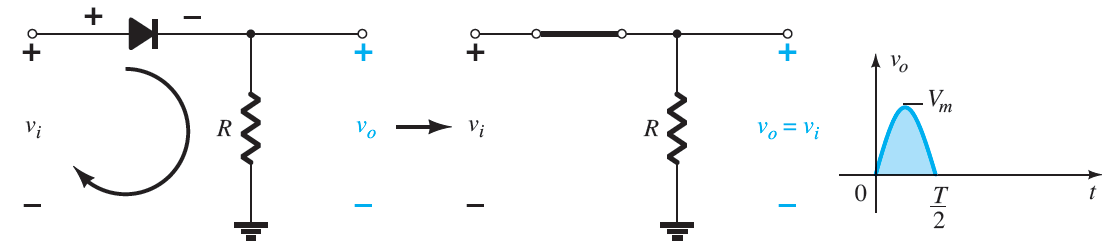 + −
+ + + +
v_o
V_m
v_i R v_o v_i R v_o = v_i
0 T/2 t
− − − −